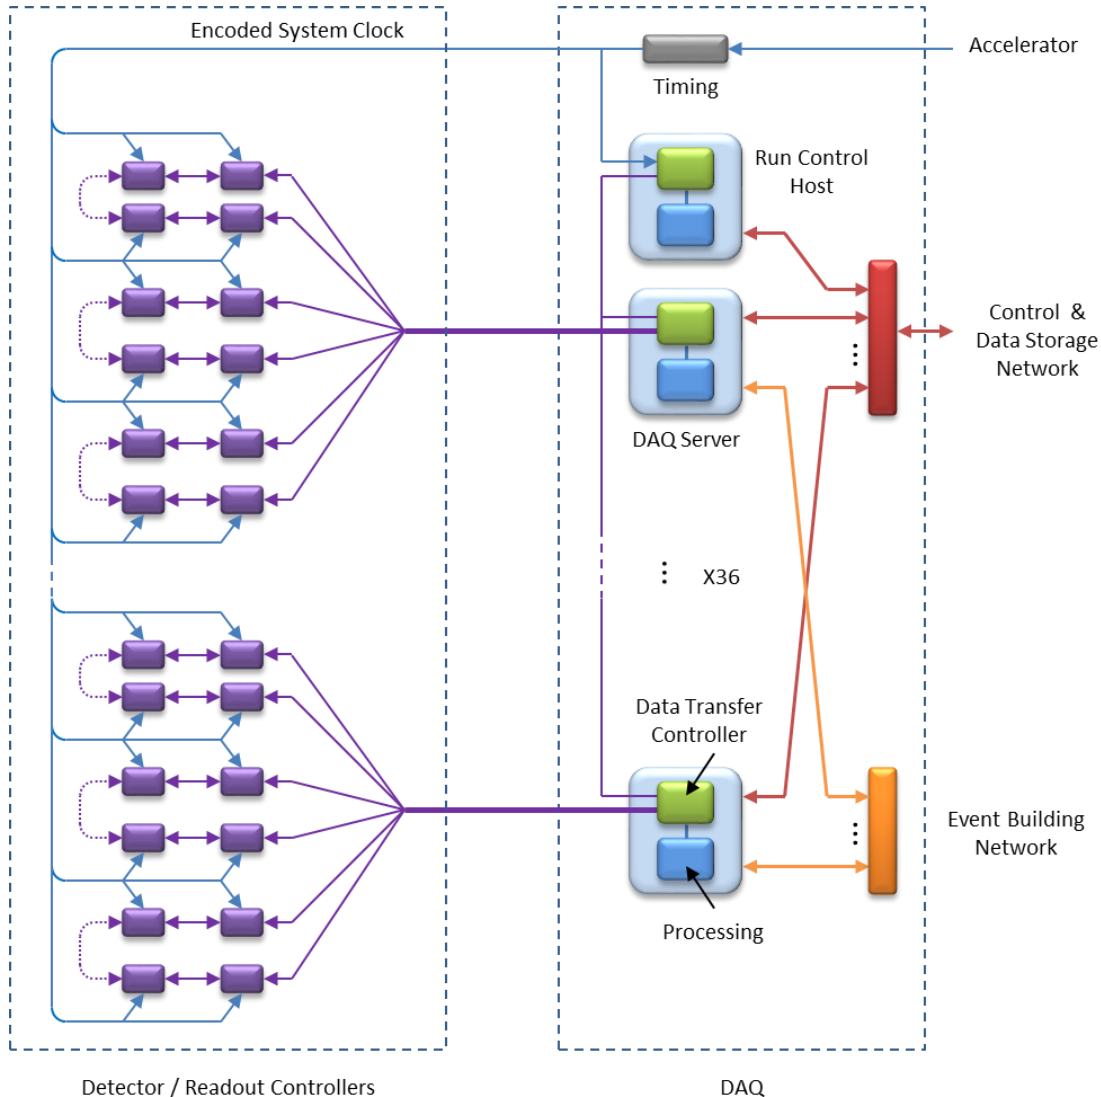 Encoded System Clock
Accelerator
Timing
Run Control
Host
Control &
Data Storage
Network
DAQ Server
X36
Data Transfer
Controller
Event Building
Network
Processing
Detector / Readout Controllers
DAQ